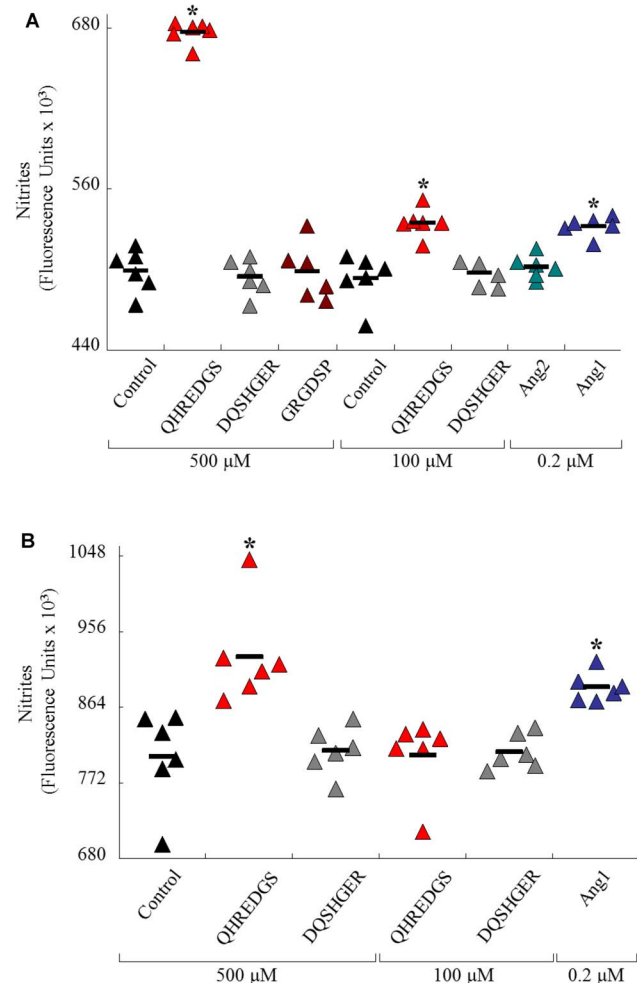 A
Nitrites
(Fluorescence Units x 10³)
680
560
440
*
*
*
Control
QHREDGS
DQSHGER
GRGDSP
Control
QHREDGS
DQSHGER
Ang2
Ang1
500 µM
100 µM
0.2 µM
B
Nitrites
(Fluorescence Units x 10³)
1048
956
864
772
680
*
*
Control
QHREDGS
DQSHGER
QHREDGS
DQSHGER
Ang1
500 µM
100 µM
0.2 µM